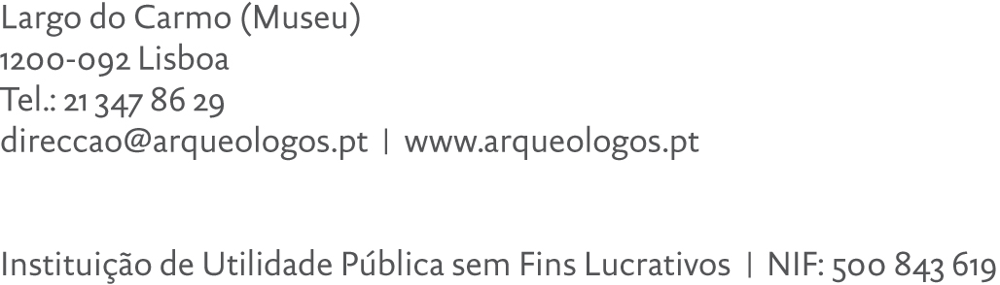 Largo do Carmo (Museu)
1200-092 Lisboa
Tel.: 21 347 86 29
direccao@arqueologos.pt | www.arqueologos.pt
Instituição de Utilidade Pública sem Fins Lucrativos | NIF: 500 843 619